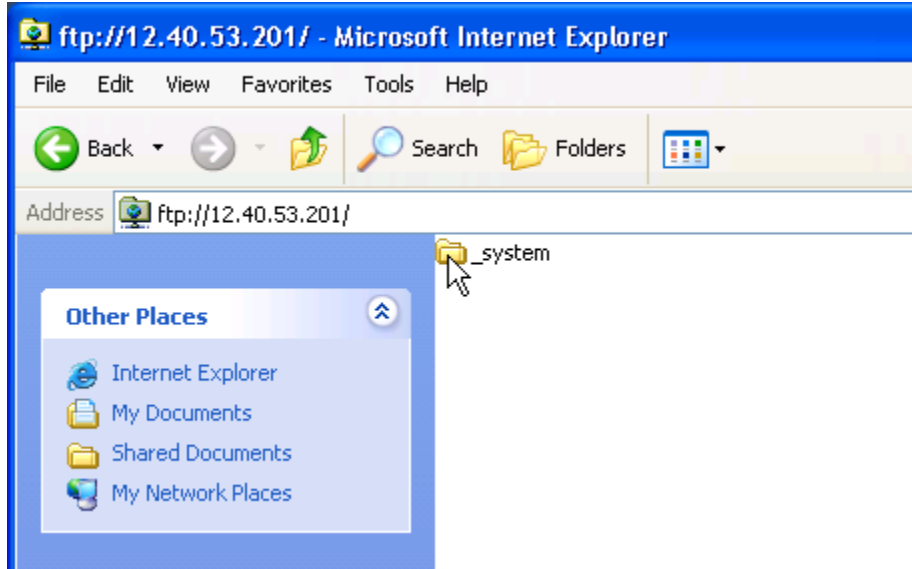 ftp://12.40.53.201/ - Microsoft Internet Explorer
File Edit View Favorites Tools Help
Back Search Folders
Address ftp://12.40.53.201/
_system
Other Places
Internet Explorer
My Documents
Shared Documents
My Network Places